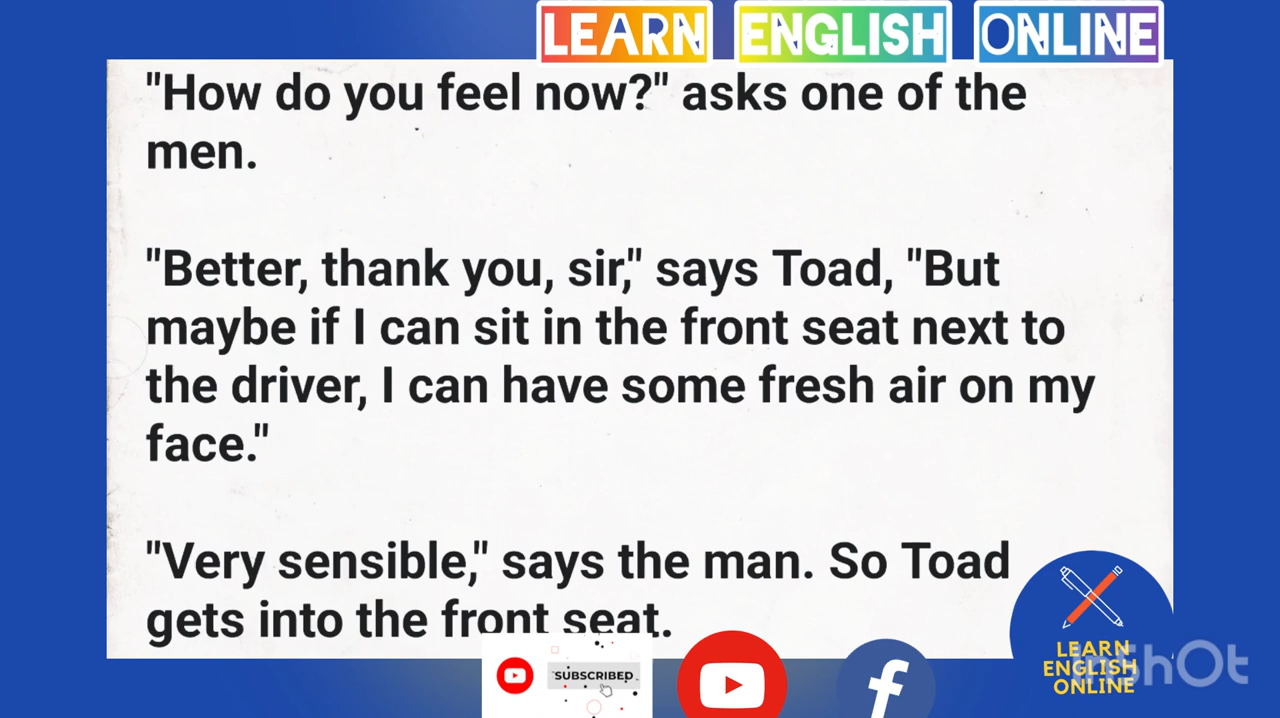 LEARN ENGLISH ONLINE
"How do you feel now?" asks one of the
men.
"Better, thank you, sir," says Toad, "But
maybe if I can sit in the front seat next to
the driver, I can have some fresh air on my
face."
"Very sensible," says the man. So Toad
gets into the front seat.
SUBSCRIBED
LEARN
ENGLISH
ONLINE